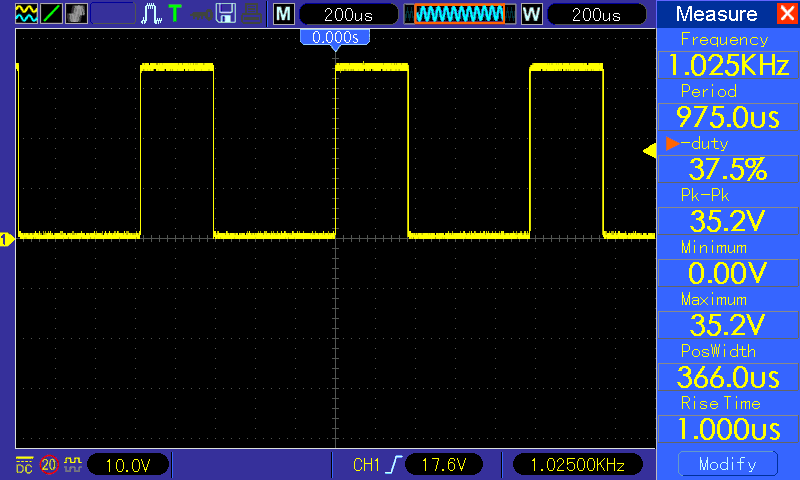 T M 200us W 200us Measure
0.000s
Frequency
1.025KHz
Period
975.0us
-duty
37.5%
Pk-Pk
35.2V
Minimum
0.00V
Maximum
35.2V
PosWidth
366.0us
Rise Time
1.000us
Modify
1
DC 20 10.0V CH1 17.6V 1.02500KHz